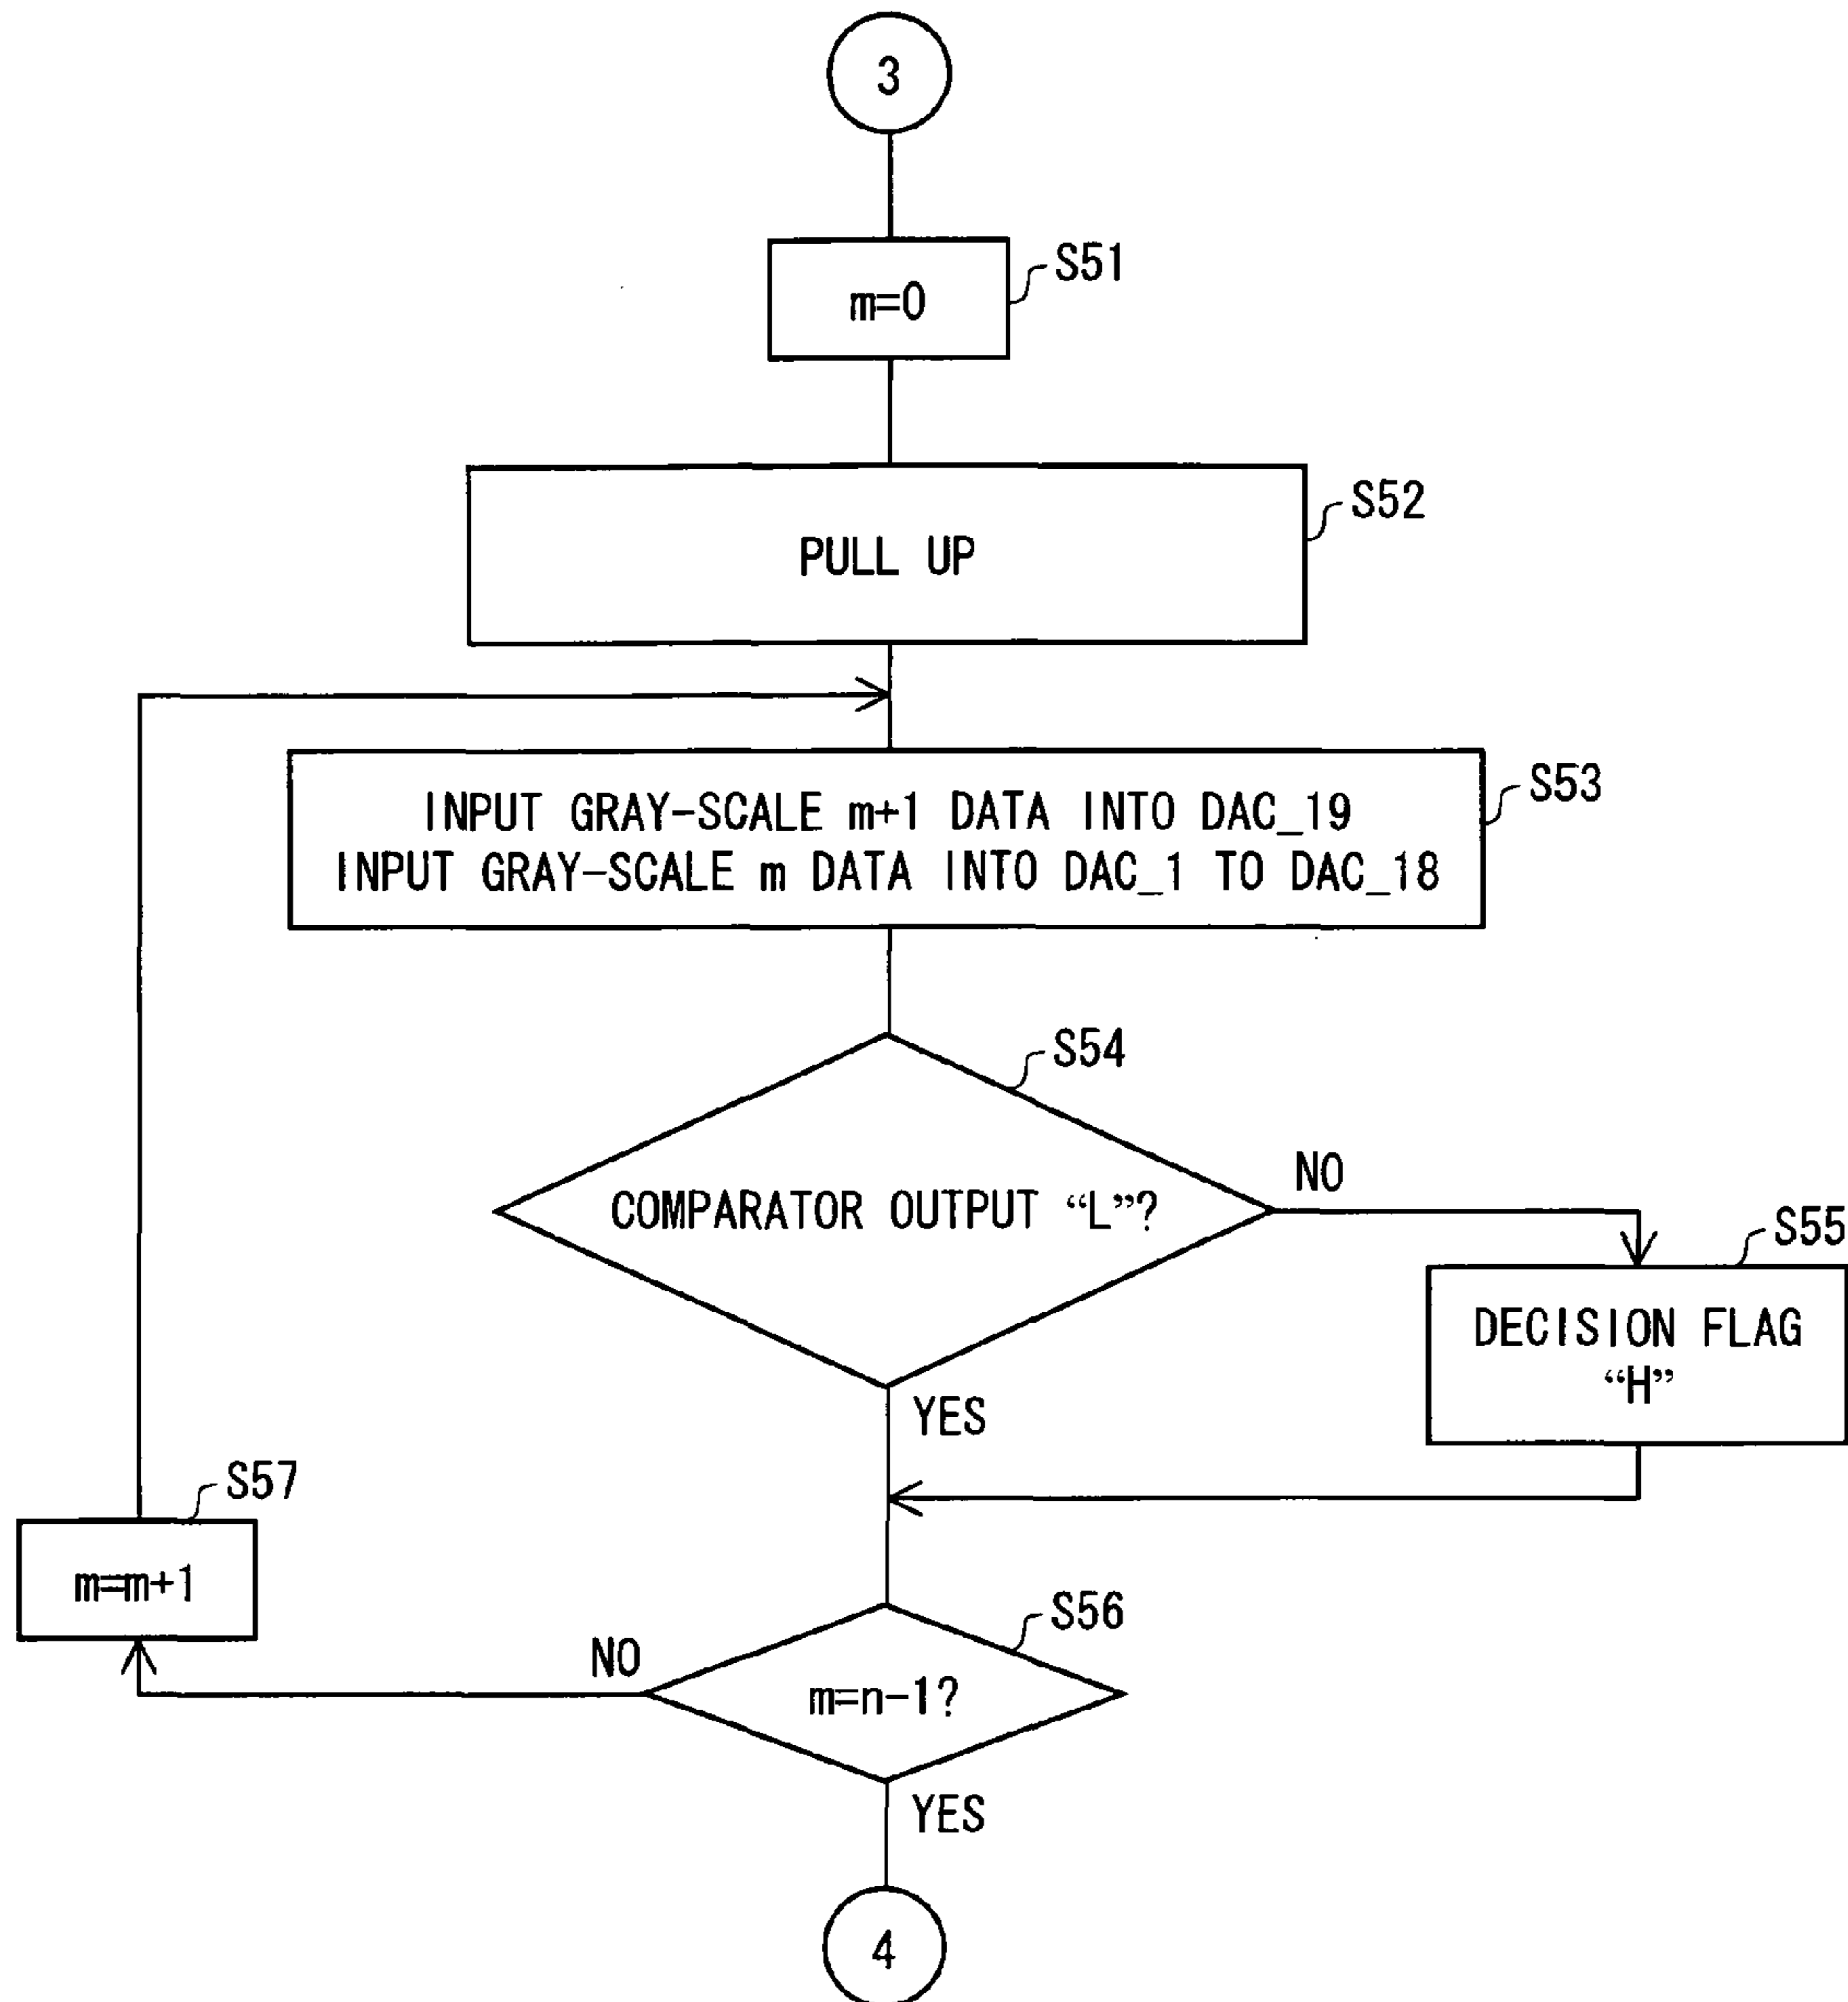 3
S51
m=0
S52
PULL UP
S53
INPUT GRAY-SCALE m+1 DATA INTO DAC_19
INPUT GRAY-SCALE m DATA INTO DAC_1 TO DAC_18
S54
COMPARATOR OUTPUT “L”?
NO
S55
DECISION FLAG
“H”
YES
S57
m=m+1
S56
NO
m=n-1?
YES
4